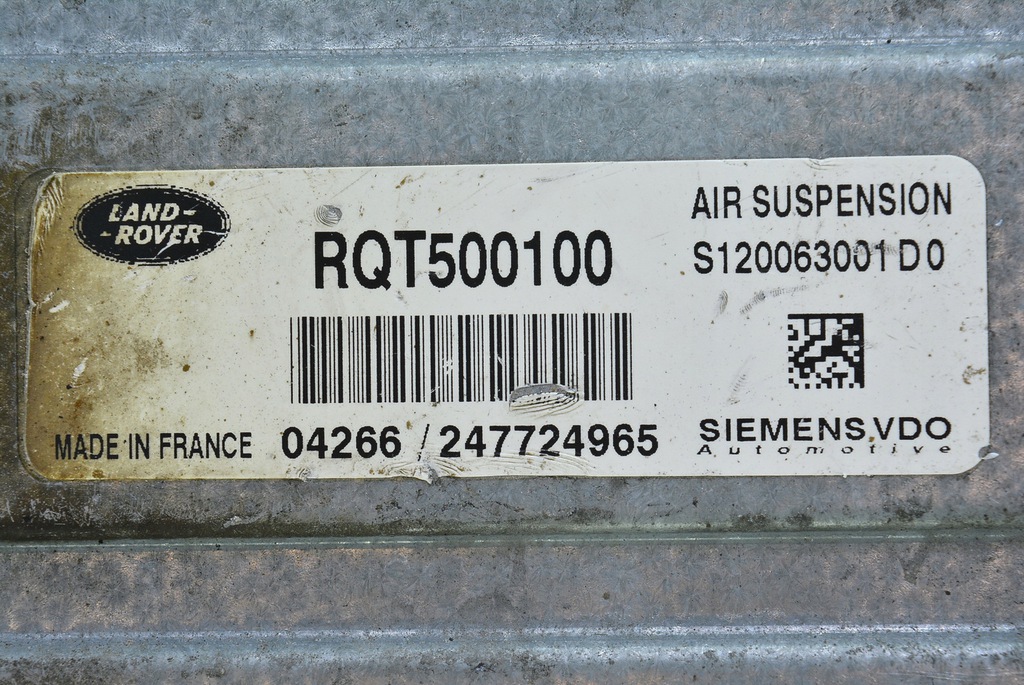 LAND-
-ROVER
RQT500100
AIR SUSPENSION
S120063001 D0
MADE IN FRANCE
04266 / 247724965
SIEMENS VDO
Automotive